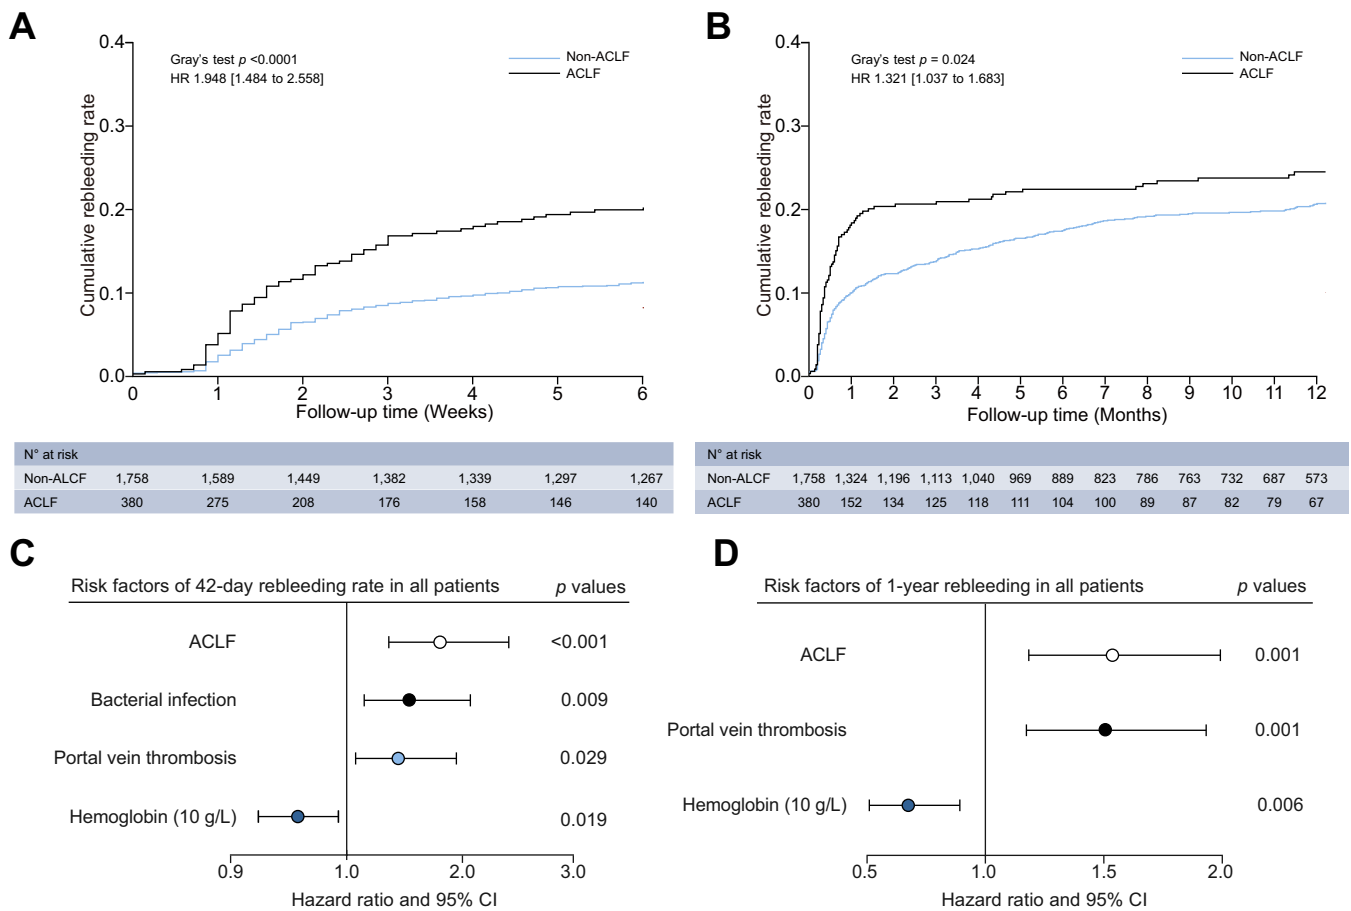 A
Gray's test p <0.0001
HR 1.948 [1.484 to 2.558]
Non-ACLF
ACLF
Cumulative rebleeding rate
0.4
0.3
0.2
0.1
0.0
0 1 2 3 4 5 6
Follow-up time (Weeks)
N° at risk
Non-ALCF 1,758 1,589 1,449 1,382 1,339 1,297 1,267
ACLF 380 275 208 176 158 146 140
B
Gray's test p = 0.024
HR 1.321 [1.037 to 1.683]
Non-ACLF
ACLF
Cumulative rebleeding rate
0.4
0.3
0.2
0.1
0.0
0 1 2 3 4 5 6 7 8 9 10 11 12
Follow-up time (Months)
N° at risk
Non-ACLF 1,758 1,324 1,196 1,113 1,040 969 889 823 786 763 732 687 573
ACLF 380 152 134 125 118 111 104 100 89 87 82 79 67
C
Risk factors of 42-day rebleeding rate in all patients p values
ACLF <0.001
Bacterial infection 0.009
Portal vein thrombosis 0.029
Hemoglobin (10 g/L) 0.019
0.9 1.0 2.0 3.0
Hazard ratio and 95% CI
D
Risk factors of 1-year rebleeding in all patients p values
ACLF 0.001
Portal vein thrombosis 0.001
Hemoglobin (10 g/L) 0.006
0.5 1.0 1.5 2.0
Hazard ratio and 95% CI